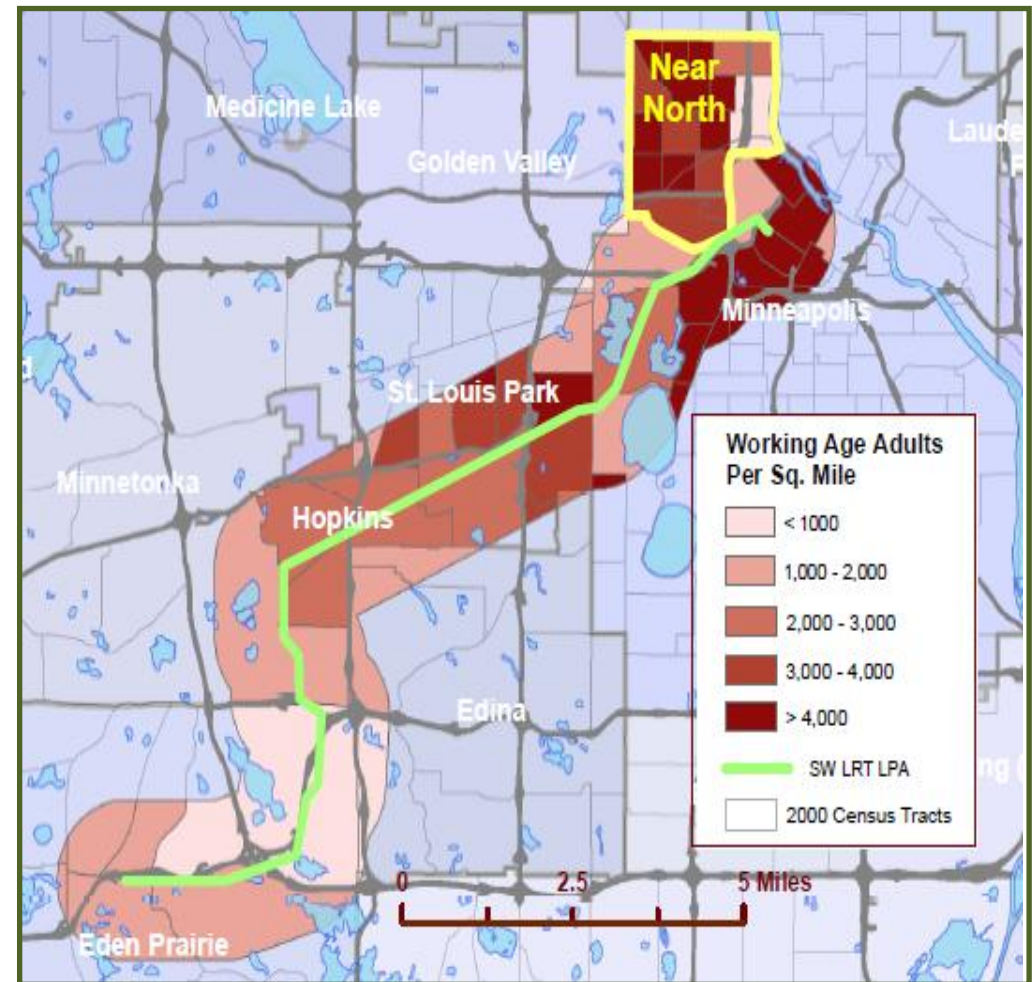 Near
North
Medicine Lake
Laude
Golden Valley
Minneapolis
St. Louis Park
Minnetonka
Hopkins
Edina
Eden Prairie
Working Age Adults
Per Sq. Mile
< 1000
1,000 - 2,000
2,000 - 3,000
3,000 - 4,000
> 4,000
SW LRT LPA
2000 Census Tracts
ng (
0 2.5 5 Miles